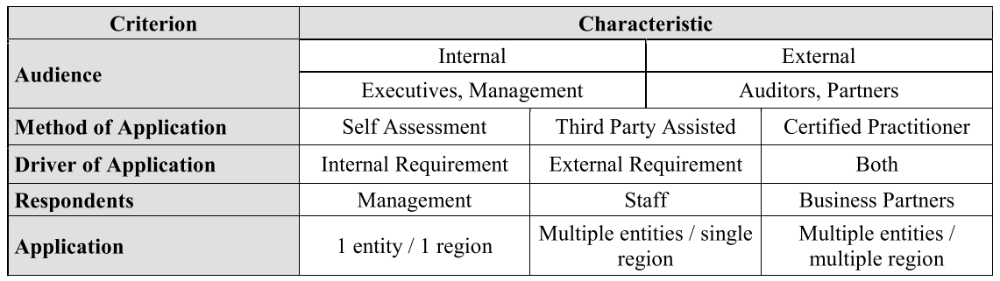 Criterion Characteristic
Audience Internal External
Executives, Management Auditors, Partners
Method of Application Self Assessment Third Party Assisted Certified Practitioner
Driver of Application Internal Requirement External Requirement Both
Respondents Management Staff Business Partners
Application 1 entity / 1 region Multiple entities / single region Multiple entities / multiple region